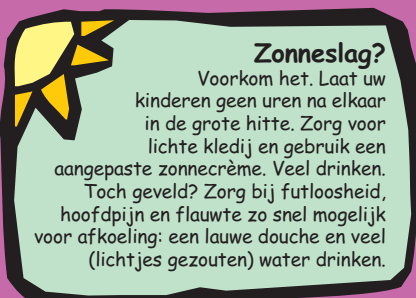 Zonneslag?
Voorkom het. Laat uw
kinderen geen uren na elkaar
in de grote hitte. Zorg voor
lichte kledij en gebruik een
aangepaste zonnecrème. Veel drinken.
Toch geveld? Zorg bij futloosheid,
hoofdpijn en flauwte zo snel mogelijk
voor afkoeling: een lauwe douche en veel
(lichtjes gezouten) water drinken.